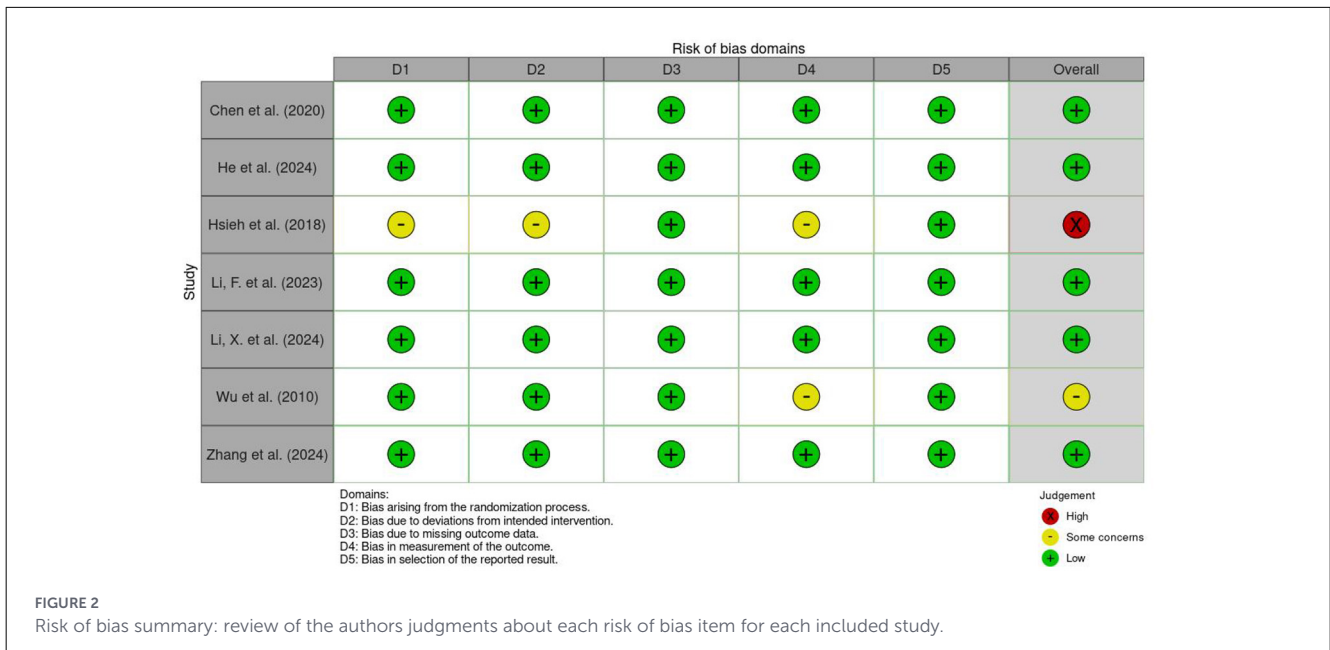 Risk of bias domains
D1 D2 D3 D4 D5 Overall
Study
Chen et al. (2020) + + + + + +
He et al. (2024) + + + + + +
Hsieh et al. (2018) - - + - + X
Li, F. et al. (2023) + + + + + +
Li, X. et al. (2024) + + + + + +
Wu et al. (2010) + + + - + -
Zhang et al. (2024) + + + + + +
Domains:
D1: Bias arising from the randomization process.
D2: Bias due to deviations from intended intervention.
D3: Bias due to missing outcome data.
D4: Bias in measurement of the outcome.
D5: Bias in selection of the reported result.
Judgement
X High
- Some concerns
+ Low
FIGURE 2
Risk of bias summary: review of the authors judgments about each risk of bias item for each included study.